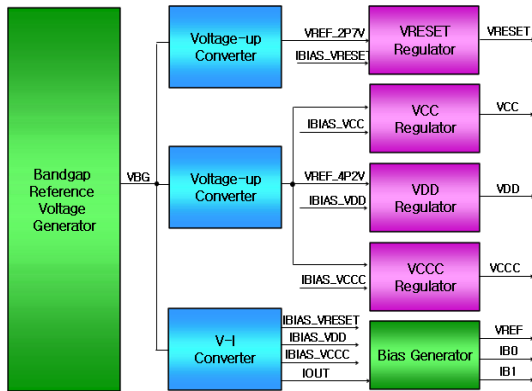 Bandgap
Reference
Voltage
Generator
VBG
Voltage-up
Converter
VREF_2P7V
IBIAS_VRESET
VRESET
Regulator
VRESET
Voltage-up
Converter
IBIAS_VCC
VCC
Regulator
VCC
VREF_4P2V
IBIAS_VDD
VDD
Regulator
VDD
IBIAS_VCCC
VCCC
Regulator
VCCC
V-I
Converter
IBIAS_VRESET
IBIAS_VDD
IBIAS_VCCC
IOUT
Bias Generator
VREF
IB0
IB1